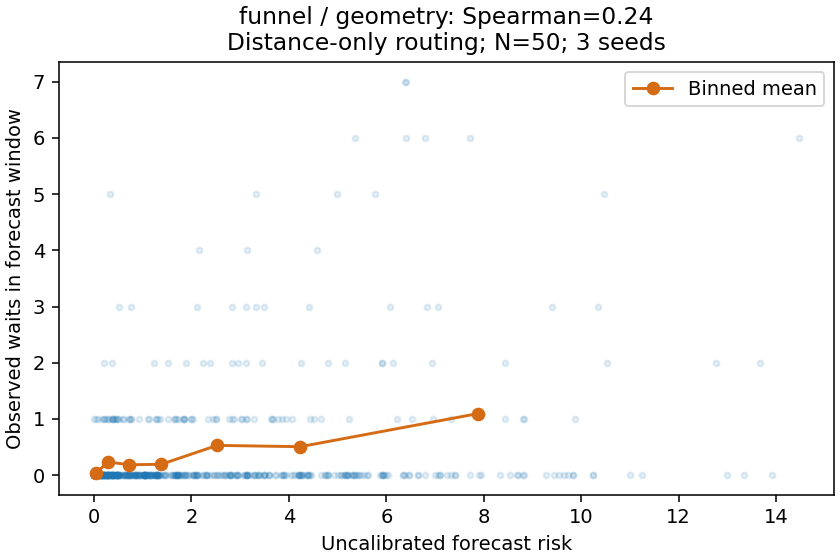 funnel / geometry: Spearman=0.24
Distance-only routing; N=50; 3 seeds
Binned mean
Observed waits in forecast window
7
6
5
4
3
2
1
0
0 2 4 6 8 10 12 14
Uncalibrated forecast risk